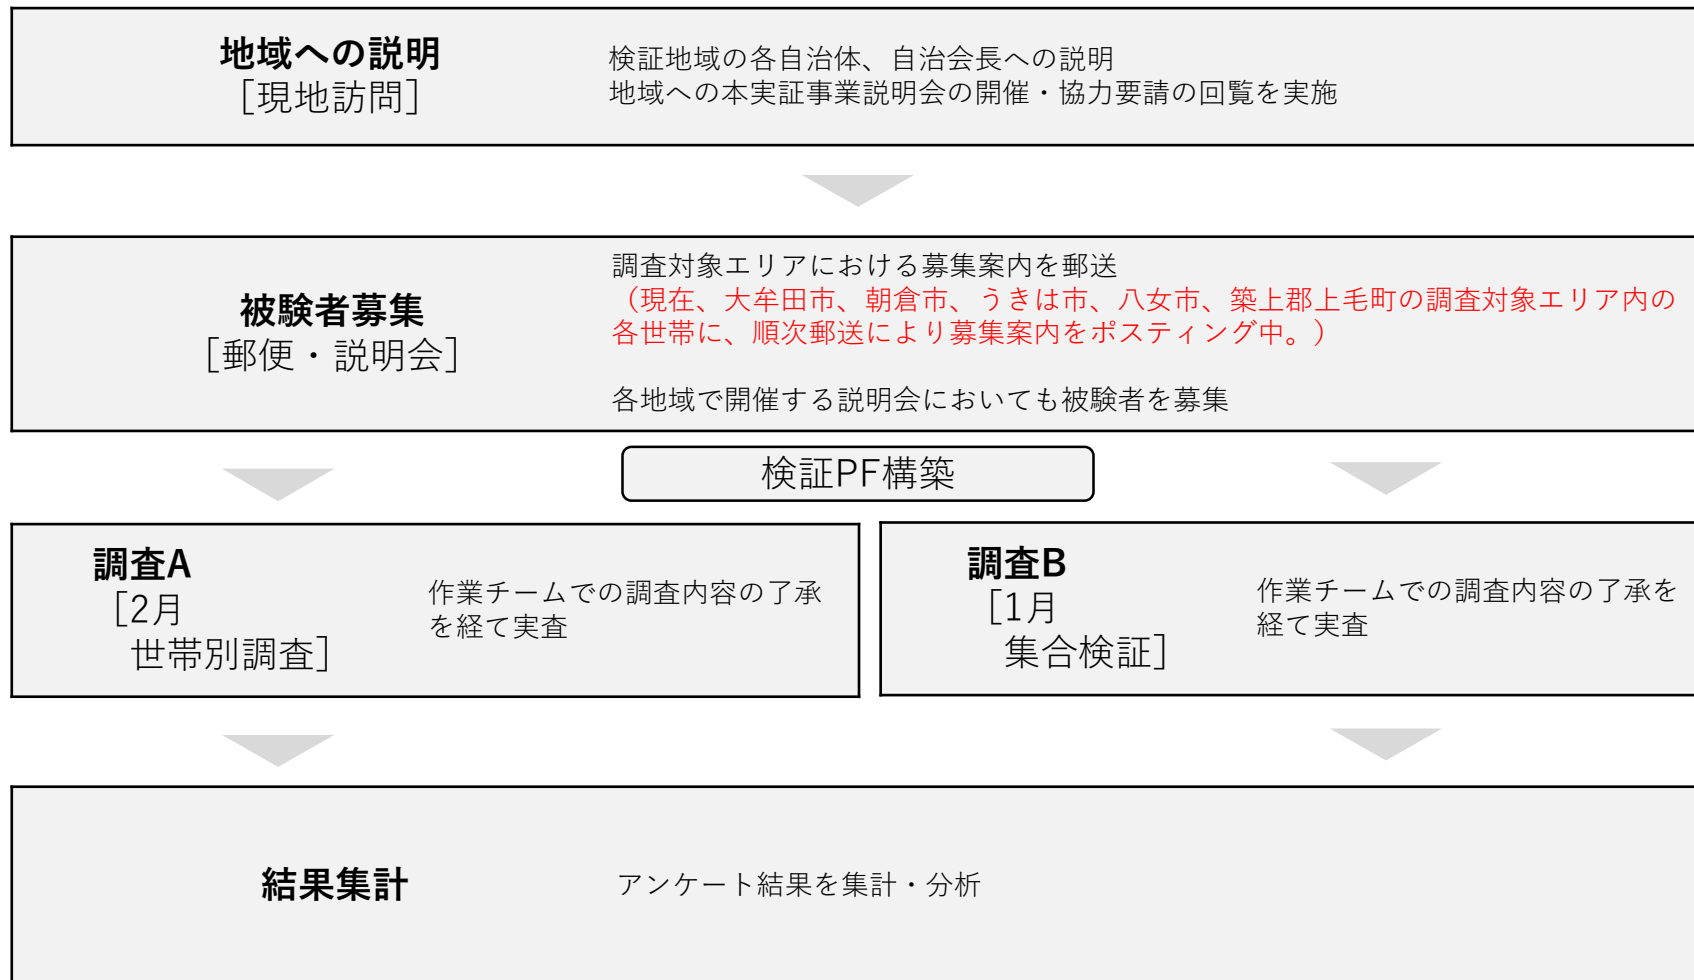 地域への説明
［現地訪問］
検証地域の各自治体、自治会長への説明
地域への本実証事業説明会の開催・協力要請の回覧を実施
被験者募集
［郵便・説明会］
調査対象エリアにおける募集案内を郵送
（現在、大牟田市、朝倉市、うきは市、八女市、築上郡上毛町の調査対象エリア内の
各世帯に、順次郵送により募集案内をポスティング中。）
各地域で開催する説明会においても被験者を募集
検証PF構築
調査A
［2月
世帯別調査］
作業チームでの調査内容の了承
を経て実査
調査B
［1月
集合検証］
作業チームでの調査内容の了承を
経て実査
結果集計
アンケート結果を集計・分析